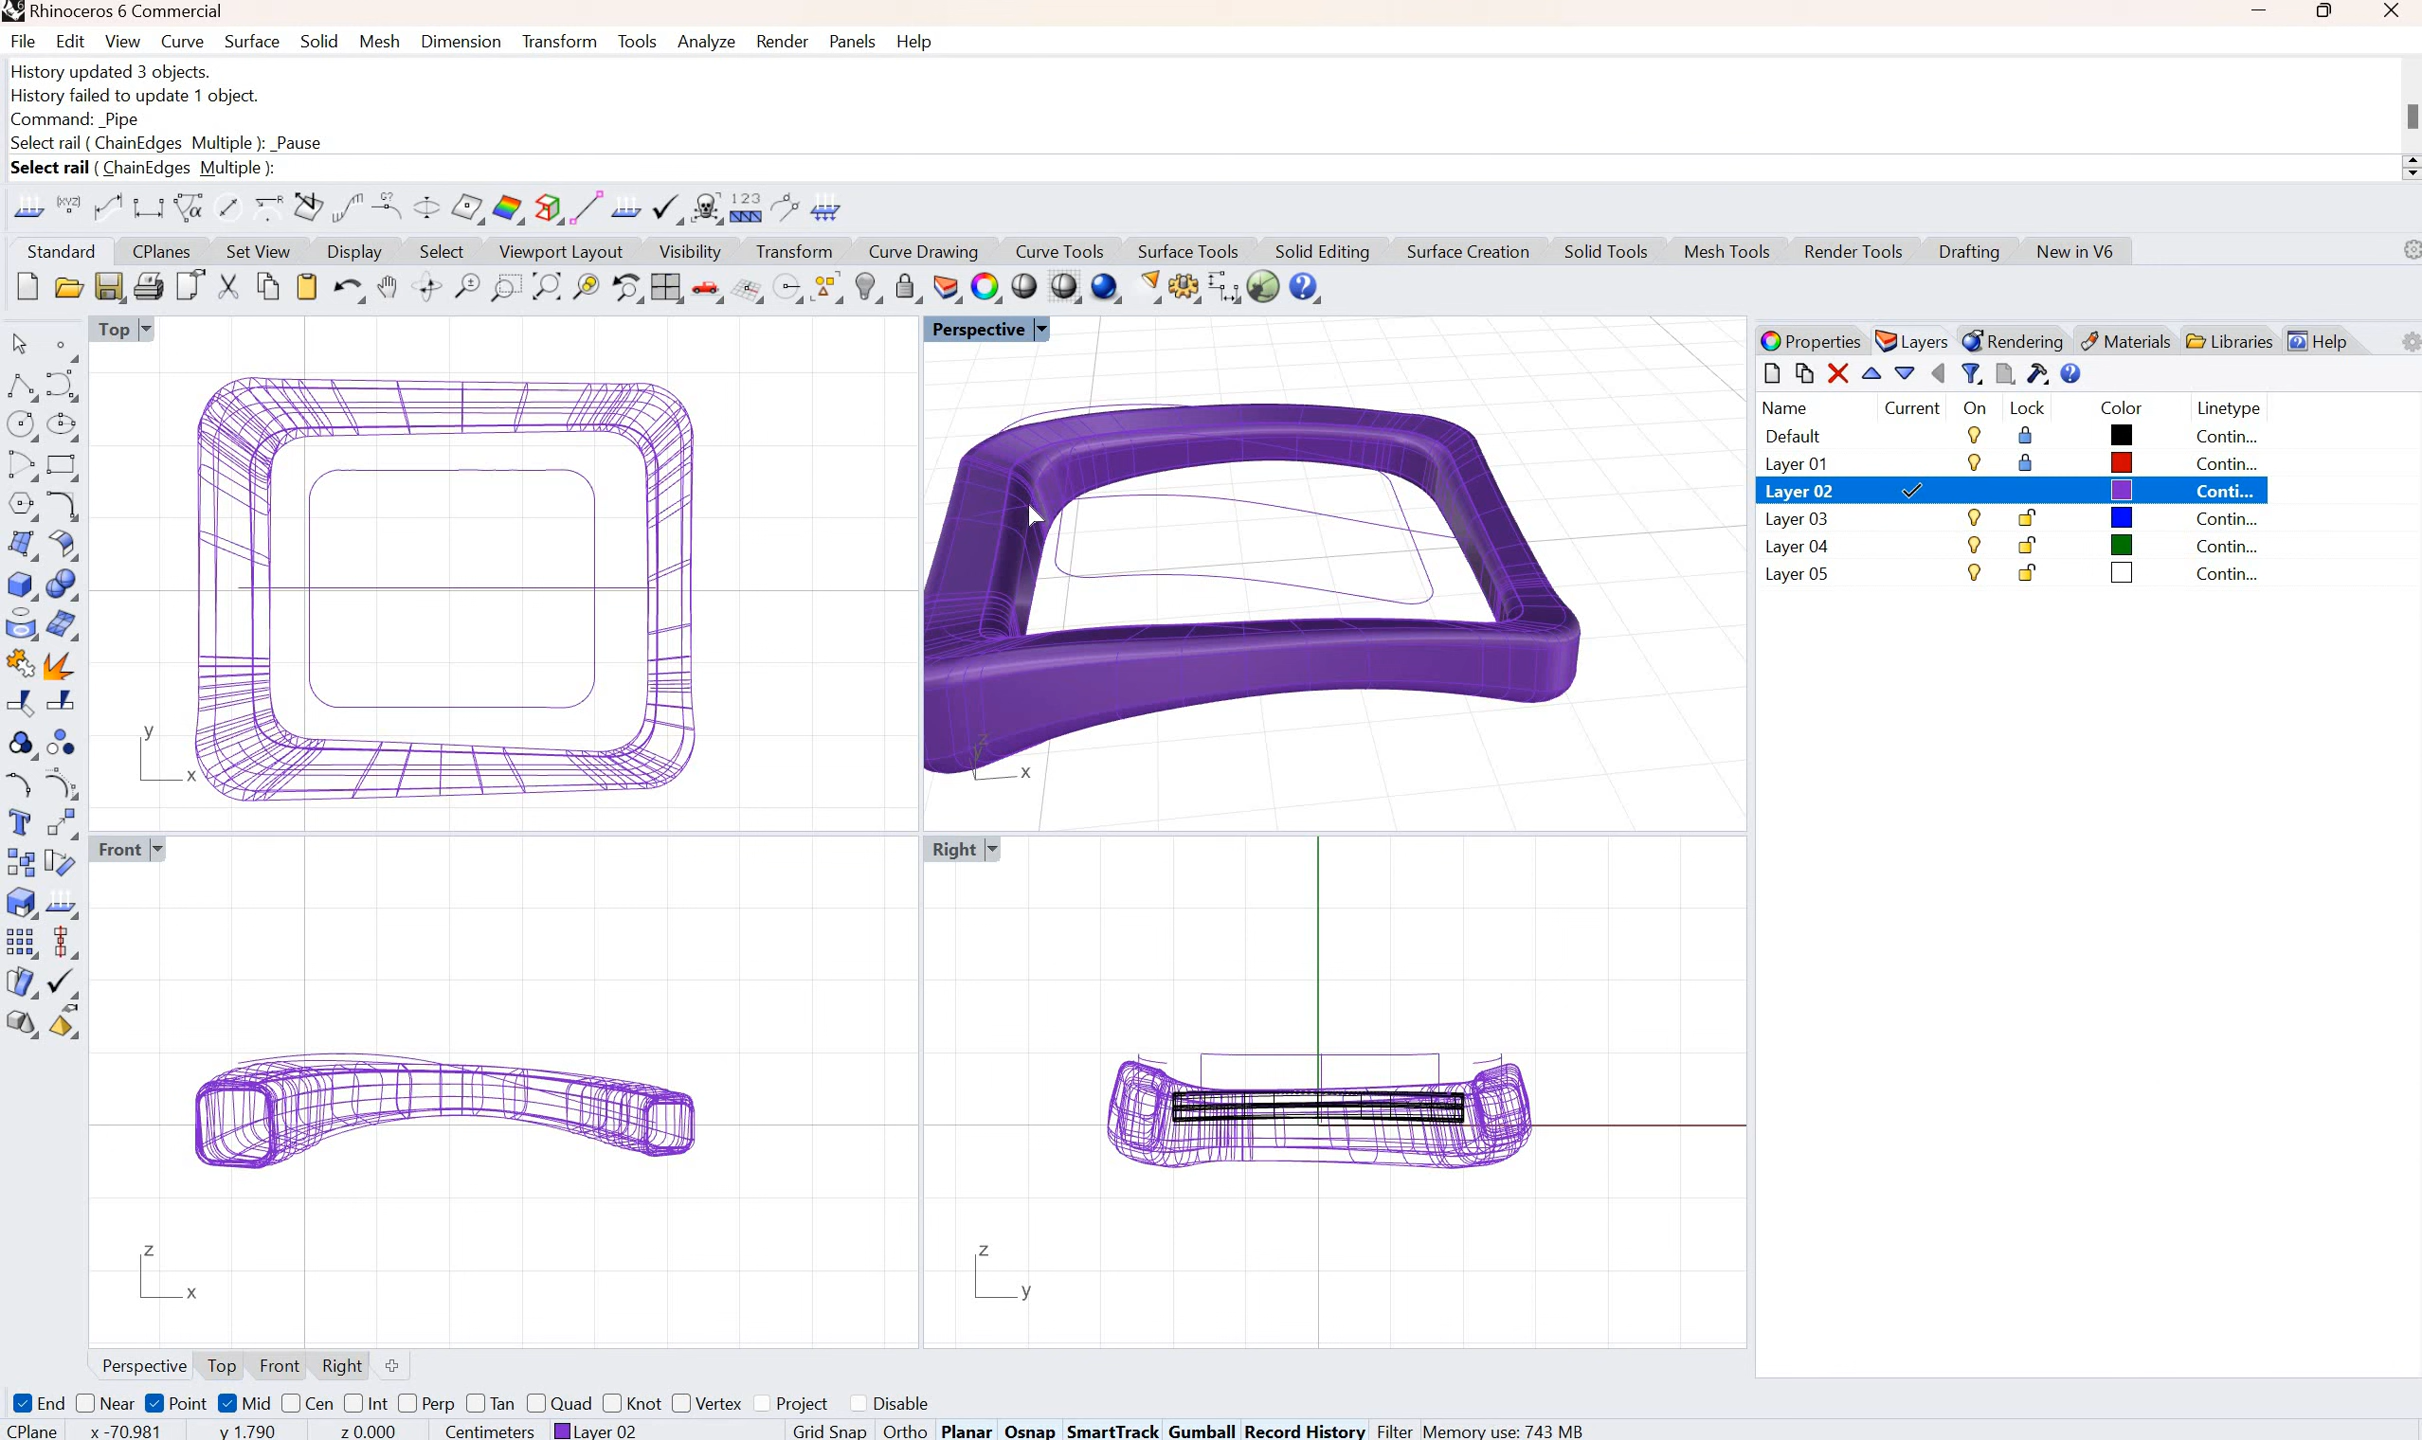 Rhinoceros 6 Commercial
File Edit View Curve Surface Solid Mesh Dimension Transform Tools Analyze Render Panels Help
History updated 3 objects.
History failed to update 1 object.
Command: _Pipe
Select rail ( ChainEdges Multiple ): _Pause
Select rail ( ChainEdges Multiple ):
Standard CPlanes Set View Display Select Viewport Layout Visibility Transform Curve Drawing Curve Tools Surface Tools Solid Editing Surface Creation Solid Tools Mesh Tools Render Tools Drafting New in V6
Top
Perspective
Properties Layers Rendering Materials Libraries Help
Name Current On Lock Color Linetype
Default Contin...
Layer 01 Contin...
Layer 02 Conti...
Layer 03 Contin...
Layer 04 Contin...
Layer 05 Contin...
y
x
z
x
Front
Right
z
x
z
y
Perspective Top Front Right
End Near Point Mid Cen Int Perp Tan Quad Knot Vertex Project Disable
CPlane x -70.981 y 1.790 z 0.000 Centimeters Layer 02 Grid Snap Ortho Planar Osnap SmartTrack Gumball Record History Filter Memory use: 743 MB